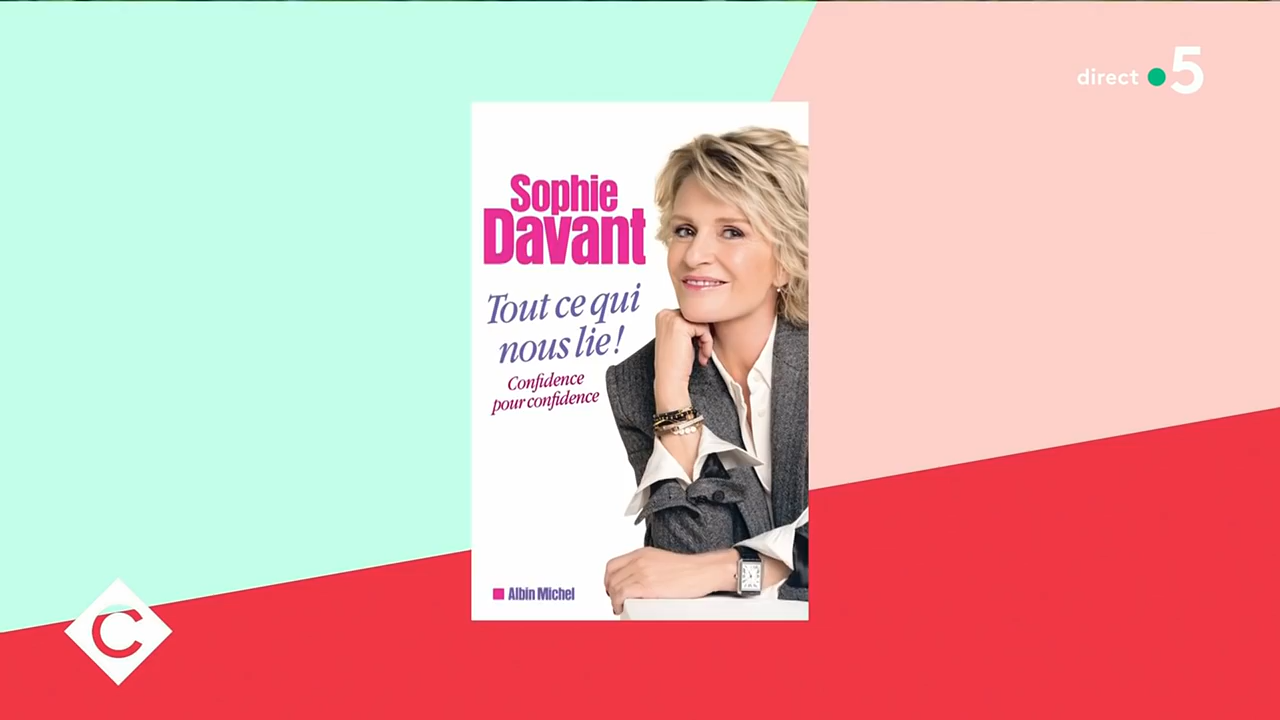 direct 5
Sophie
Davant
Tout ce qui
nous lie !
Confidence
pour confidence
Albin Michel
C